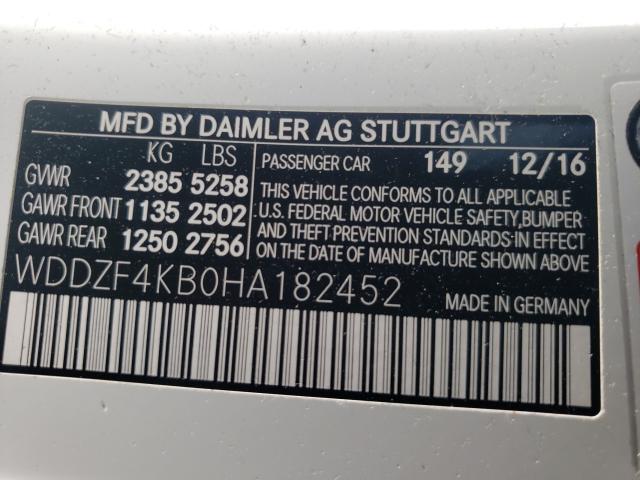 MFD BY DAIMLER AG STUTTGART
KG LBS
GVWR 2385 5258
GAWR FRONT 1135 2502
GAWR REAR 1250 2756
PASSENGER CAR 149 12/16
THIS VEHICLE CONFORMS TO ALL APPLICABLE
U.S. FEDERAL MOTOR VEHICLE SAFETY,BUMPER
AND THEFT PREVENTION STANDARDS IN
EFFECT ON THE DATE OF MANUFACTURE SHOWN ABOVE
WDDZF4KB0HA182452
MADE IN GERMANY